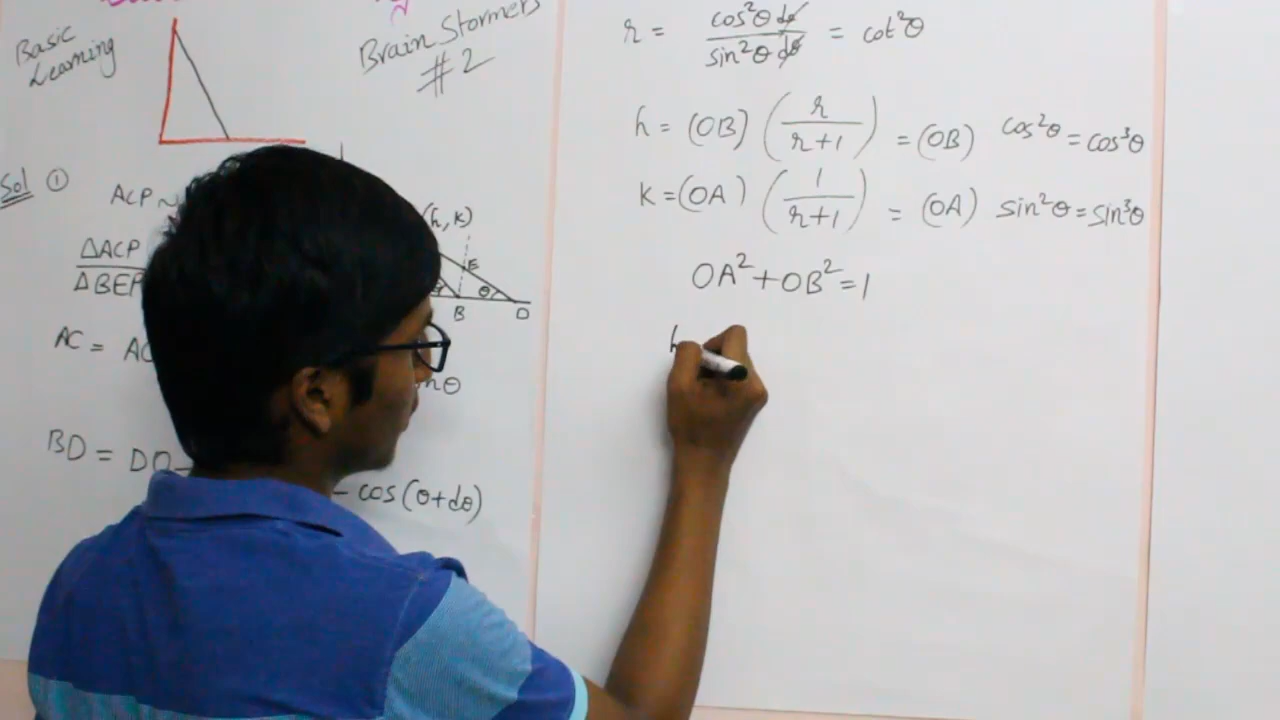 Basic
Learning
Brain Stormers
#2
Sol ①
ACP ~
ΔACP
ΔBEP
(h, k)
E
θ
B
D
AC = AO
nθ
BD = DO -
- cos(θ+dθ)
r = cos²θ dθ / sin²θ dθ = cot²θ
h = (OB) (r / r+1) = (OB) cos²θ = cos³θ
k = (OA) (1 / r+1) = (OA) sin²θ = sin³θ
OA² + OB² = 1
h